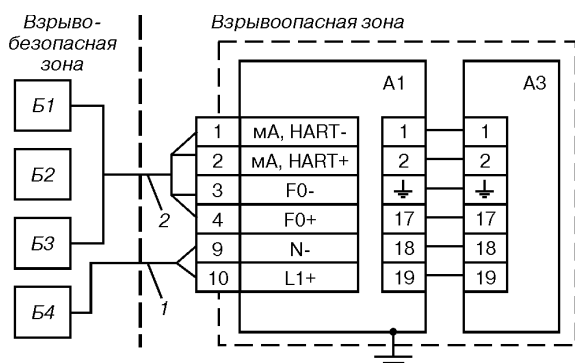 Взрыво-
безопасная
зона
Взрывоопасная зона
Б1
Б2
Б3
Б4
2
1
А1
А3
1 мА, HART-
2 мА, HART+
3 F0-
4 F0+
9 N-
10 L1+
1 1
2 2
17 17
18 18
19 19